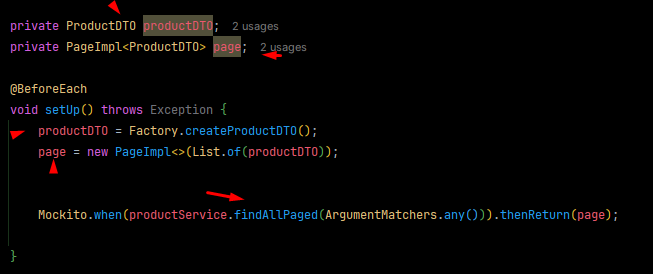 private ProductDTO productDTO; 2 usages
private PageImpl<ProductDTO> page; 2 usages
@BeforeEach
void setUp() throws Exception {
productDTO = Factory.createProductDTO();
page = new PageImpl<>(List.of(productDTO));
Mockito.when(productService.findAllPaged(ArgumentMatchers.any())).thenReturn(page);
}